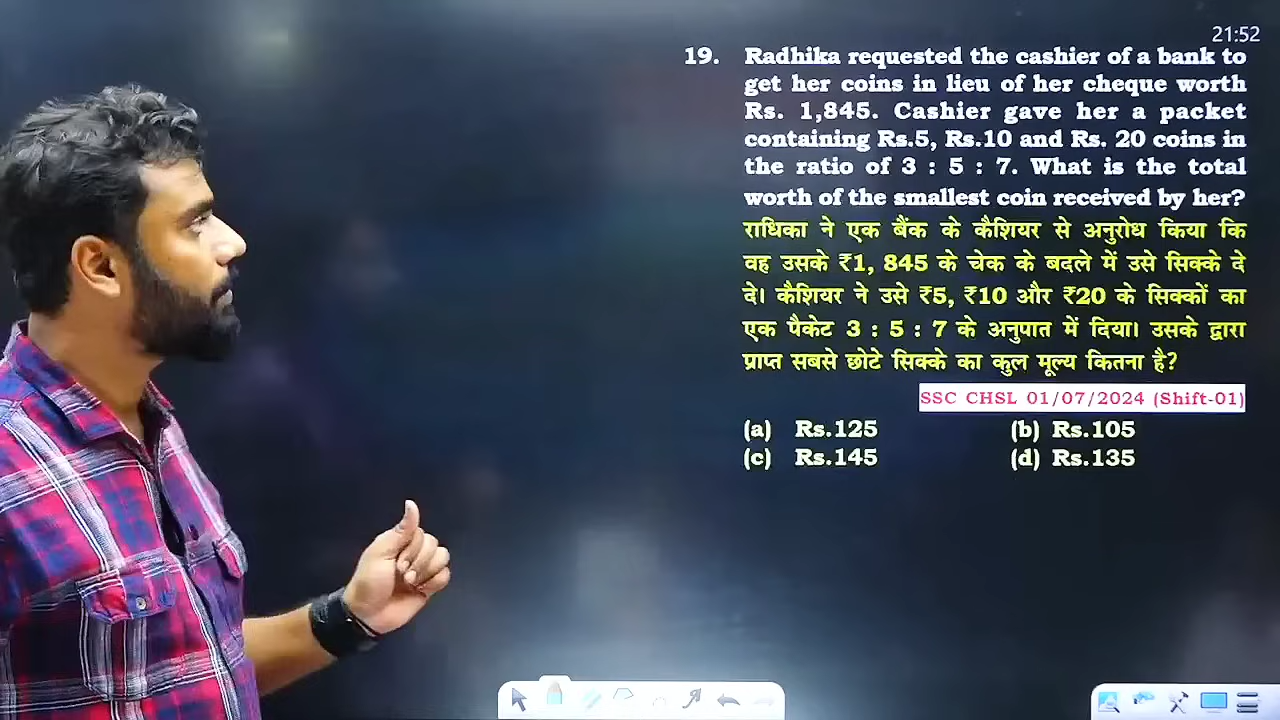 21:52
19. Radhika requested the cashier of a bank to
get her coins in lieu of her cheque worth
Rs. 1,845. Cashier gave her a packet
containing Rs.5, Rs.10 and Rs. 20 coins in
the ratio of 3 : 5 : 7. What is the total
worth of the smallest coin received by her?
राधिका ने एक बैंक के कैशियर से अनुरोध किया कि
वह उसके ₹1, 845 के चेक के बदले में उसे सिक्के दे
दे। कैशियर ने उसे ₹5, ₹10 और ₹20 के सिक्कों का
एक पैकेट 3 : 5 : 7 के अनुपात में दिया। उसके द्वारा
प्राप्त सबसे छोटे सिक्के का कुल मूल्य कितना है?
SSC CHSL 01/07/2024 (Shift-01)
(a) Rs.125 (b) Rs.105
(c) Rs.145 (d) Rs.135